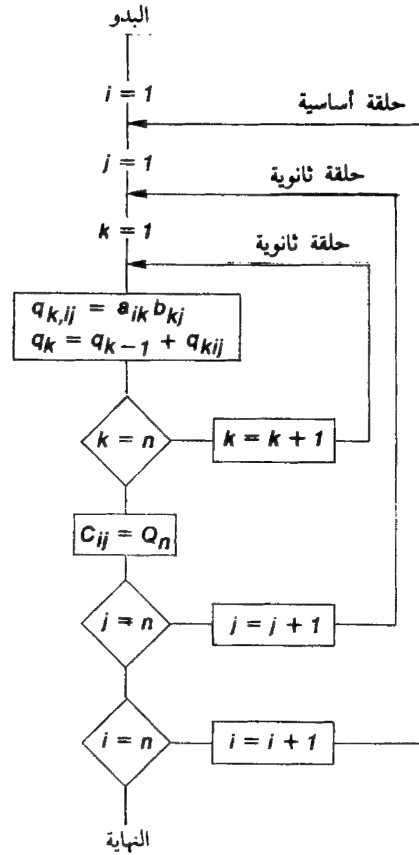 البدو
i = 1
حلقة أساسية
j = 1
حلقة ثانوية
k = 1
حلقة ثانوية
q_{k,ij} = a_{ik} b_{kj}
q_k = q_{k-1} + q_{kij}
k = n
k = k + 1
C_{ij} = Q_n
j = n
j = j + 1
i = n
i = i + 1
النهاية